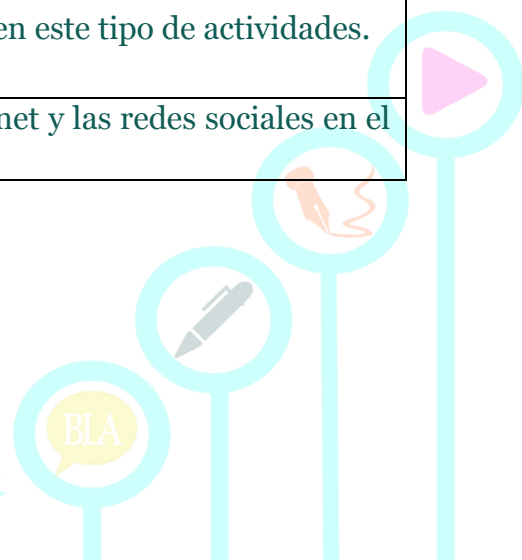 en este tipo de actividades.
net y las redes sociales en el
BLA